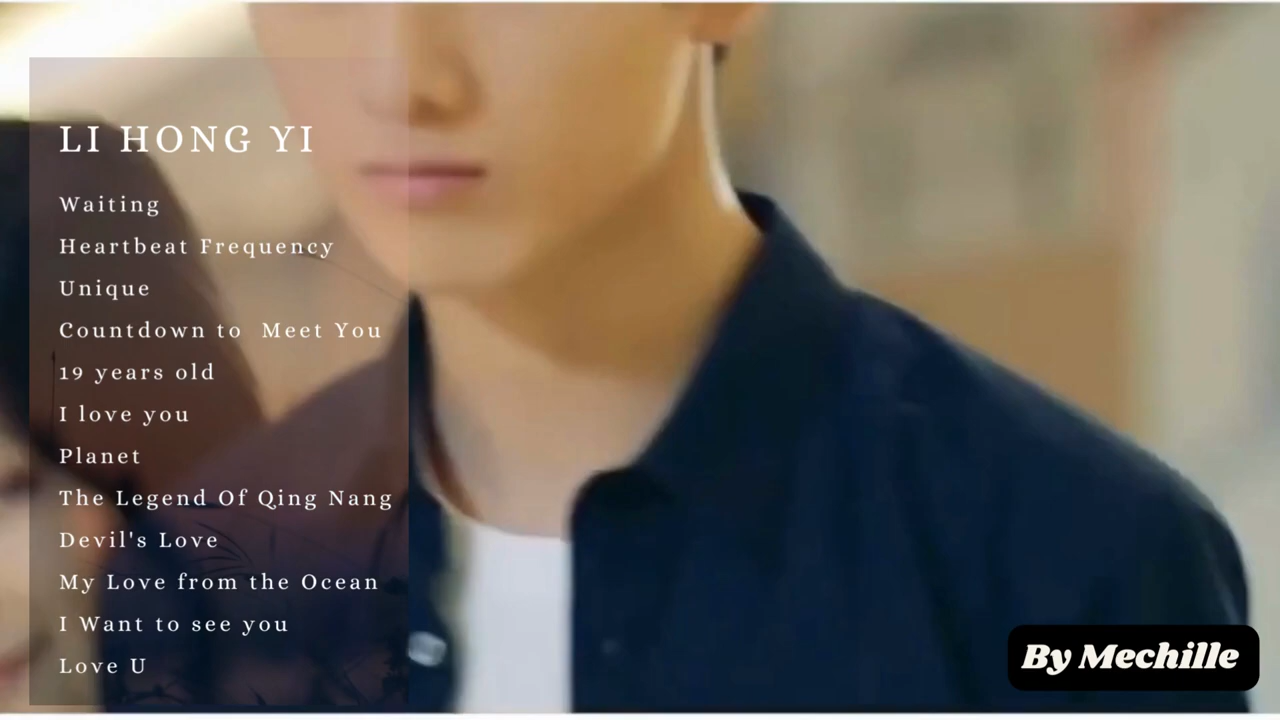 LI HONG YI
Waiting
Heartbeat Frequency
Unique
Countdown to  Meet You
19 years old
I love you
Planet
The Legend Of Qing Nang
Devil's Love
My Love from the Ocean
I Want to see you
Love U
By Mechille